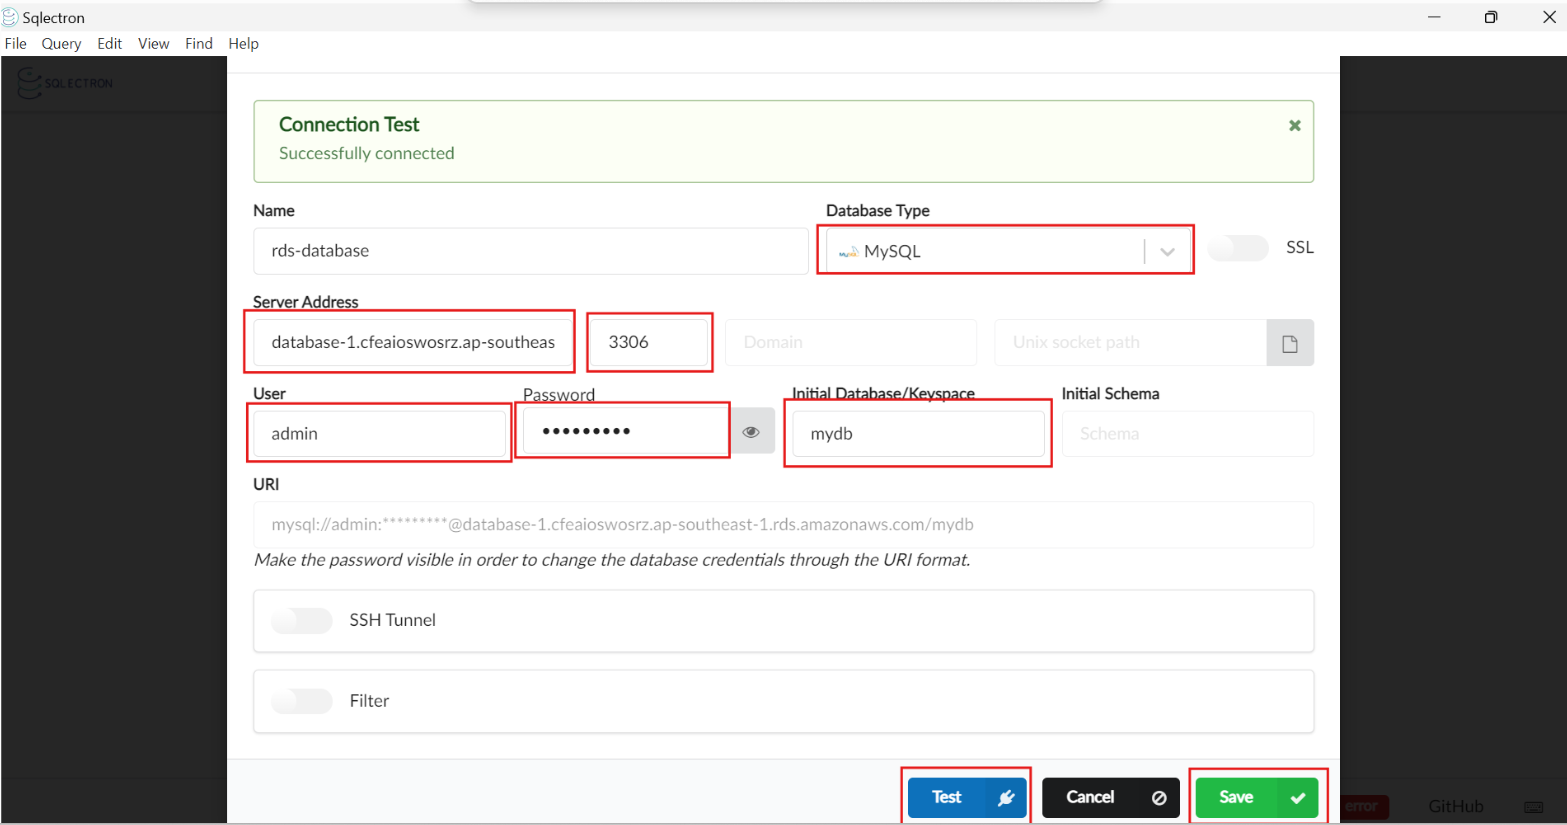 Sqlectron
File Query Edit View Find Help
SQLECTRON
Connection Test
Successfully connected
Name
Database Type
rds-database
MySQL MySQL
SSL
Server Address
database-1.cfeaioswosrz.ap-southeas
3306
Domain
Unix socket path
User
Password
Initial Database/Keyspace
Initial Schema
admin
•••••••••
mydb
Schema
URI
mysql://admin:*********@database-1.cfeaioswosrz.ap-southeast-1.rds.amazonaws.com/mydb
Make the password visible in order to change the database credentials through the URI format.
SSH Tunnel
Filter
Test
Cancel
Save
error
GitHub